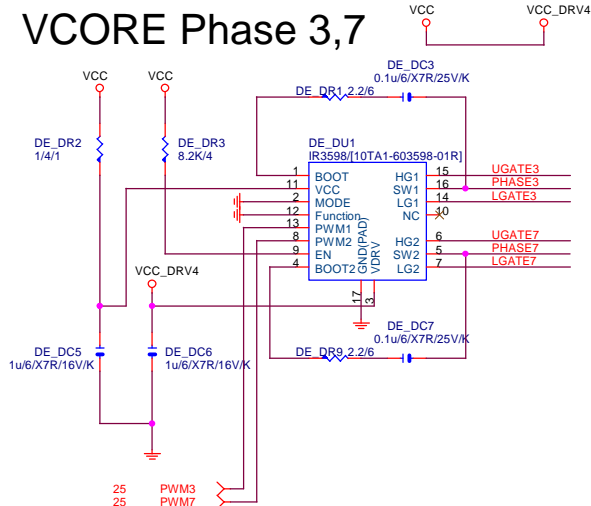 VCORE Phase 3,7
VCC
VCC_DRV4
VCC
VCC
DE_DC3
0.1u/6/X7R/25V/K
DE_DR1 2.2/6
DE_DR2
1/4/1
DE_DR3
8.2K/4
DE_DU1
IR3598/[10TA1-603598-01R]
1 BOOT HG1 15 UGATE3
11 VCC SW1 16 PHASE3
2 MODE LG1 14 LGATE3
12 Function NC 10
13 PWM1
8 PWM2 HG2 6 UGATE7
9 EN SW2 5 PHASE7
4 BOOT2 LG2 7 LGATE7
GND(PAD)
VDRV
17
3
VCC_DRV4
DE_DC7
0.1u/6/X7R/25V/K
DE_DR9 2.2/6
DE_DC5
1u/6/X7R/16V/K
DE_DC6
1u/6/X7R/16V/K
25 PWM3
25 PWM7